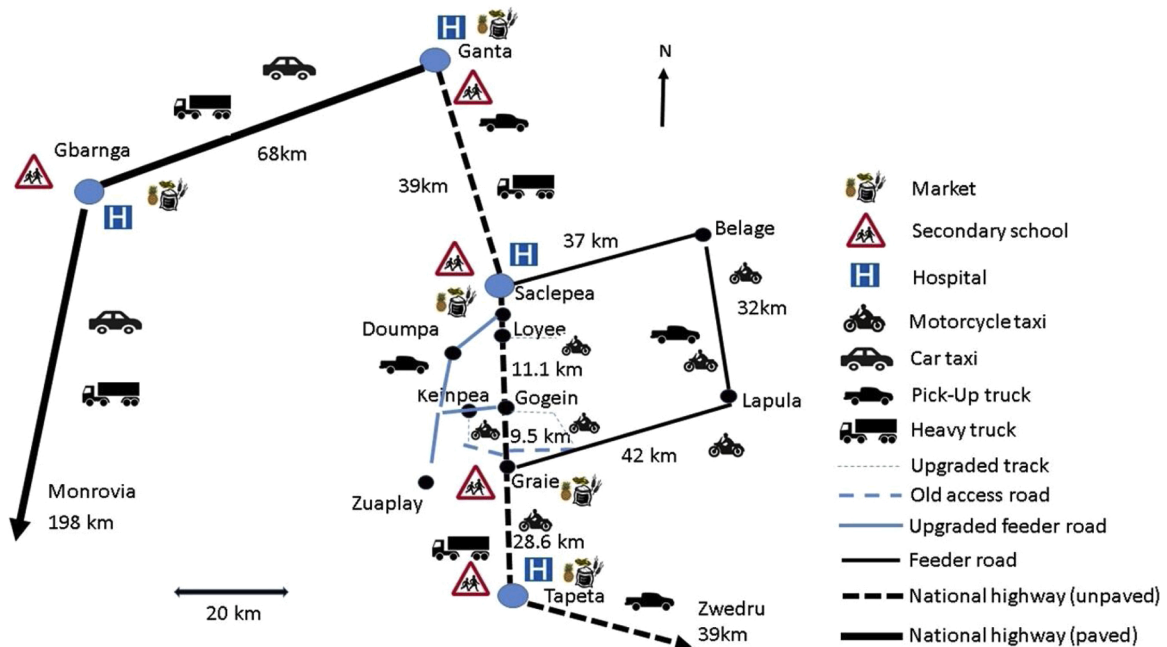 H
Ganta
N
Gbarnga
68km
H
39km
H
37 km
Belage
Saclepea
32km
Doumpa
Loyee
11.1 km
Keinpea
Gogein
Lapula
9.5 km
42 km
Graie
Zuaplay
Monrovia
198 km
28.6 km
H
Tapeta
20 km
Zwedru
39km
Market
Secondary school
H
Hospital
Motorcycle taxi
Car taxi
Pick-Up truck
Heavy truck
Upgraded track
Old access road
Upgraded feeder road
Feeder road
National highway (unpaved)
National highway (paved)